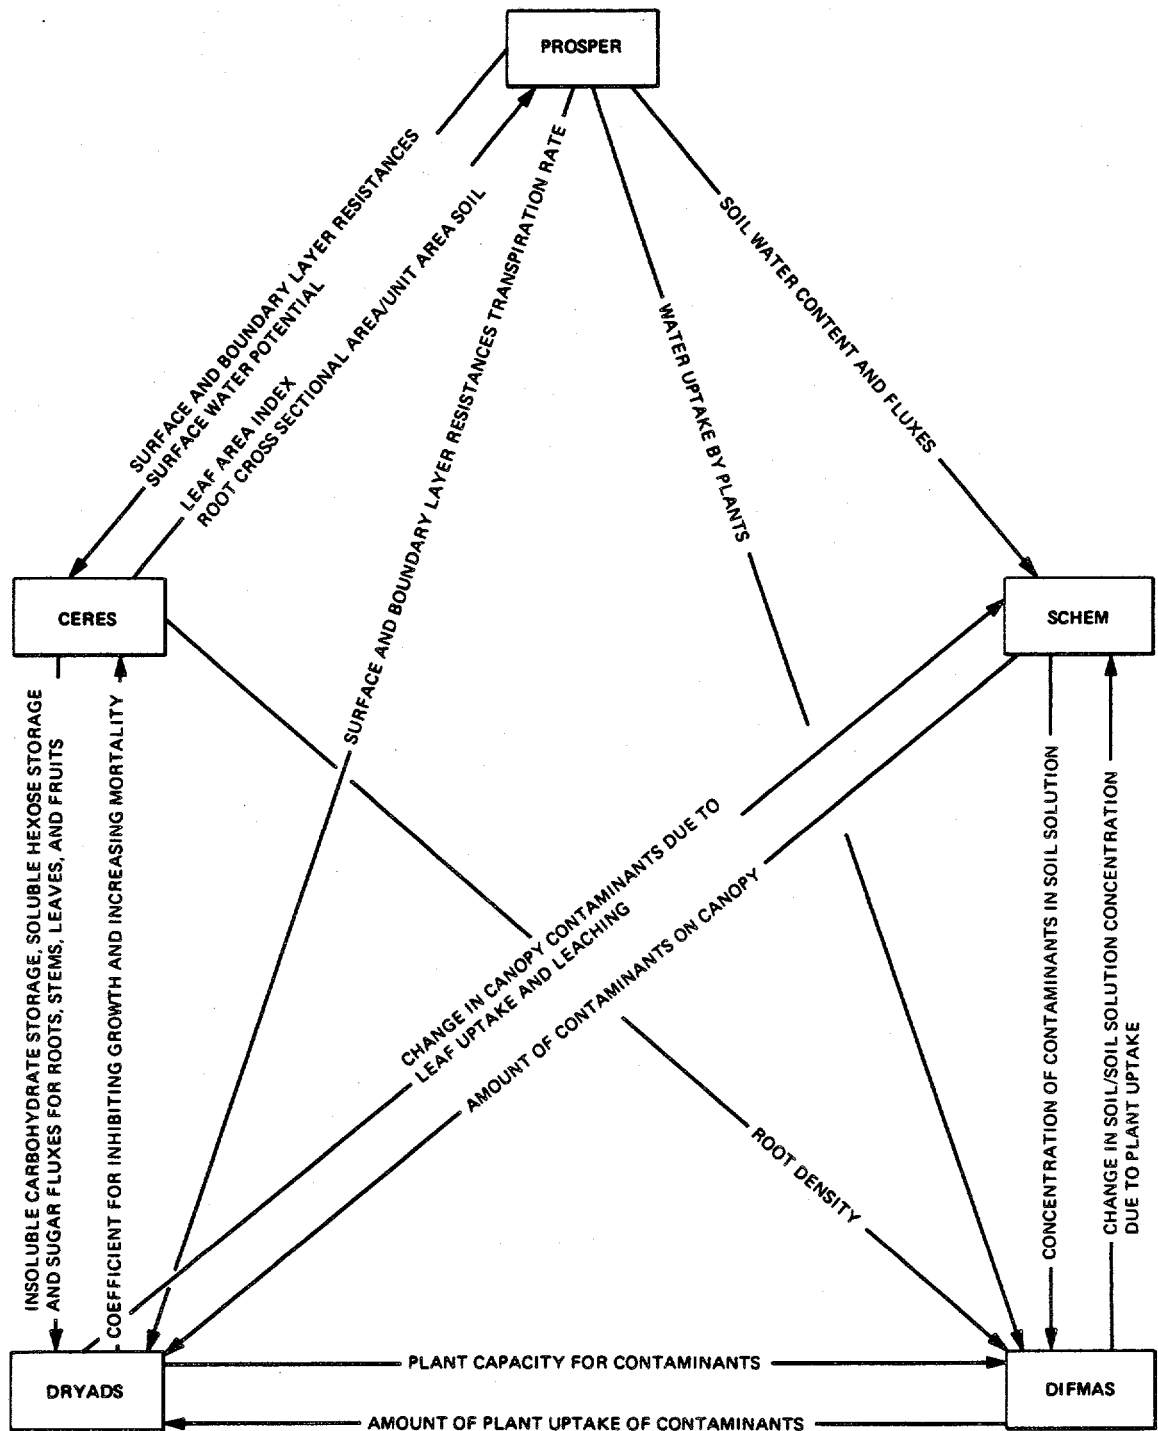 PROSPER
SURFACE AND BOUNDARY LAYER RESISTANCES
SURFACE WATER POTENTIAL
LEAF AREA INDEX
ROOT CROSS SECTIONAL AREA/UNIT AREA SOIL
SURFACE AND BOUNDARY LAYER RESISTANCES TRANSPIRATION RATE
WATER UPTAKE BY PLANTS
SOIL WATER CONTENT AND FLUXES
CERES
SCHEM
INSOLUBLE CARBOHYDRATE STORAGE, SOLUBLE HEXOSE STORAGE
AND SUGAR FLUXES FOR ROOTS, STEMS, LEAVES, AND FRUITS
COEFFICIENT FOR INHIBITING GROWTH AND INCREASING MORTALITY
CHANGE IN CANOPY CONTAMINANTS DUE TO
LEAF UPTAKE AND LEACHING
AMOUNT OF CONTAMINANTS ON CANOPY
ROOT DENSITY
CONCENTRATION OF CONTAMINANTS IN SOIL SOLUTION
CHANGE IN SOIL/SOIL SOLUTION CONCENTRATION
DUE TO PLANT UPTAKE
DRYADS
PLANT CAPACITY FOR CONTAMINANTS
DIFMAS
AMOUNT OF PLANT UPTAKE OF CONTAMINANTS